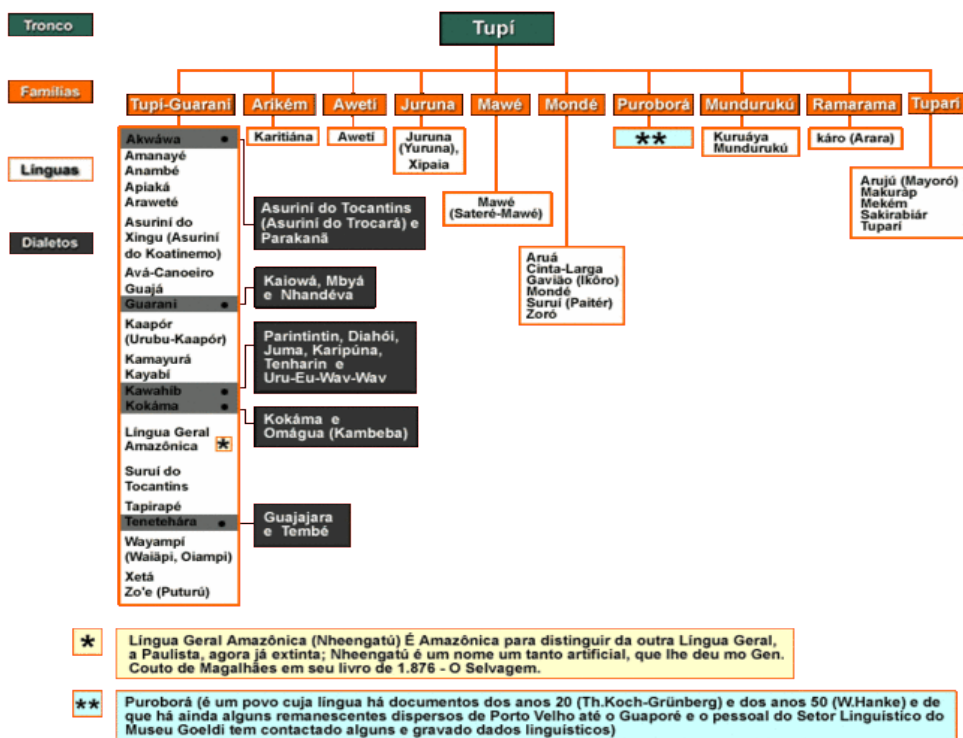 Tronco
Tupí
Famílias
Tupí-Guaraní
Arikém
Awetí
Juruna
Mawé
Mondé
Puroborá
Mundurukú
Ramarama
Tuparí
Línguas
Dialetos
Akwáwa
Amanayé
Anambé
Apiaká
Araweté
Asuriní do
Xingu (Asuriní
do Koatinemo)
Avá-Canoeiro
Guajá
Guarani
Kaapór
(Urubu-Kaapór)
Kamayurá
Kayabí
Kawahíb
Kokáma
Língua Geral
Amazônica *
Suruí do
Tocantins
Tapirapé
Tenetehára
Wayampí
(Waiãpi, Oiampi)
Xetá
Zo'e (Puturú)
Asuriní do Tocantins
(Asuriní do Trocará) e
Parakanã
Kaiowá, Mbyá
e Nhandéva
Parintintin, Diahói,
Juma, Karipúna,
Tenharin e
Uru-Eu-Wav-Wav
Kokáma e
Omágua (Kambeba)
Guajajara
e Tembé
Karitiána
Awetí
Juruna
(Yuruna),
Xipaia
Mawé
(Sateré-Mawé)
Aruá
Cinta-Larga
Gavião (Ikôro)
Mondé
Suruí (Paitér)
Zoró
**
Kuruáya
Mundurukú
káro (Arara)
Arujú (Mayoró)
Makuràp
Mekém
Sakirabiár
Tuparí
* Língua Geral Amazônica (Nheengatú) É Amazônica para distinguir da outra Língua Geral,
a Paulista, agora já extinta; Nheengatú é um nome um tanto artificial, que lhe deu mo Gen.
Couto de Magalhães em seu livro de 1.876 - O Selvagem.
** Puroborá (é um povo cuja língua há documentos dos anos 20 (Th.Koch-Grünberg) e dos anos 50 (W.Hanke) e de
que há ainda alguns remanescentes dispersos de Porto Velho até o Guaporé e o pessoal do Setor Linguístico do
Museu Goeldi tem contactado alguns e gravado dados linguísticos)